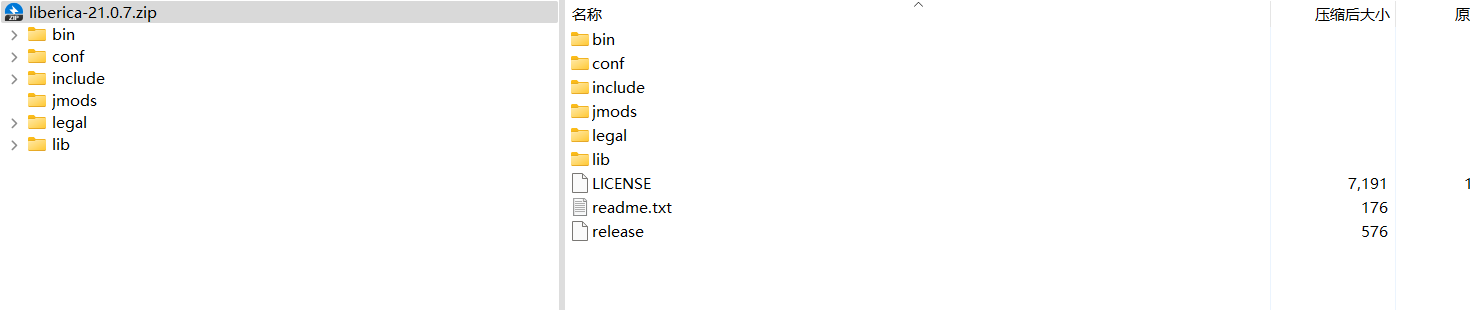 liberica-21.0.7.zip
bin
conf
include
jmods
legal
lib
名称 压缩后大小 原
bin
conf
include
jmods
legal
lib
LICENSE 7,191 1
readme.txt 176
release 576